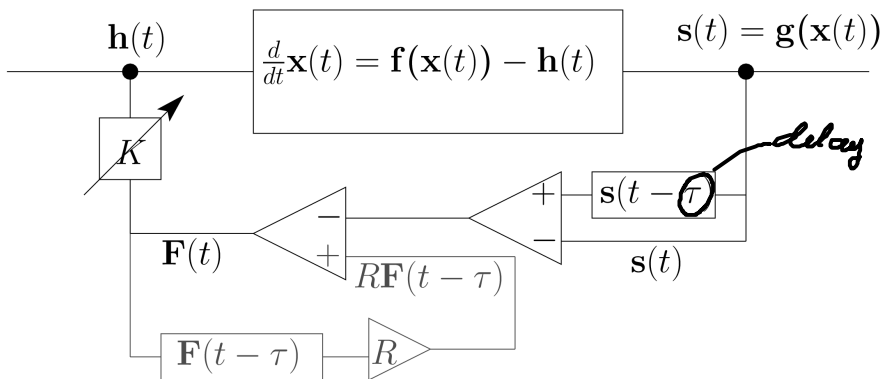 h(t)
s(t) = g(x(t))
d/dt x(t) = f(x(t)) − h(t)
delay
K
+
s(t − τ
−
−
+
F(t)
s(t)
RF(t − τ)
F(t − τ)
R